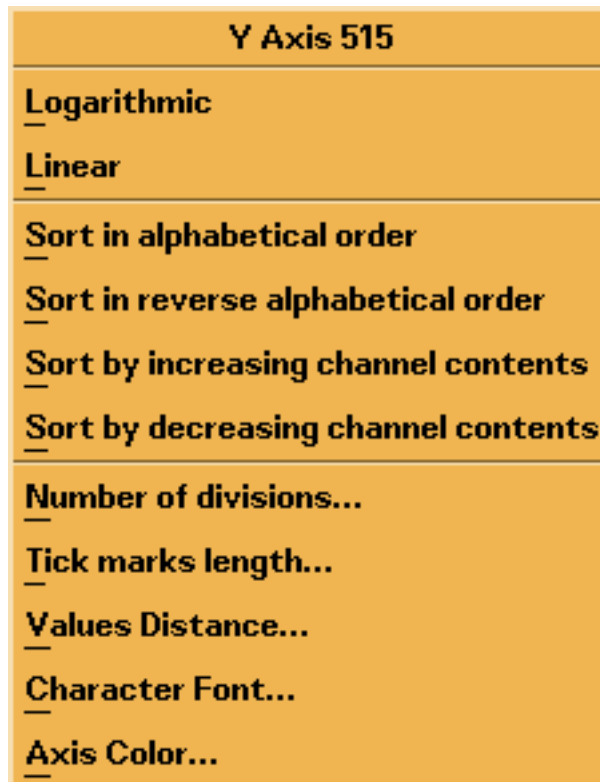 Y Axis 515
Logarithmic
Linear
Sort in alphabetical order
Sort in reverse alphabetical order
Sort by increasing channel contents
Sort by decreasing channel contents
Number of divisions...
Tick marks length...
Values Distance...
Character Font...
Axis Color...